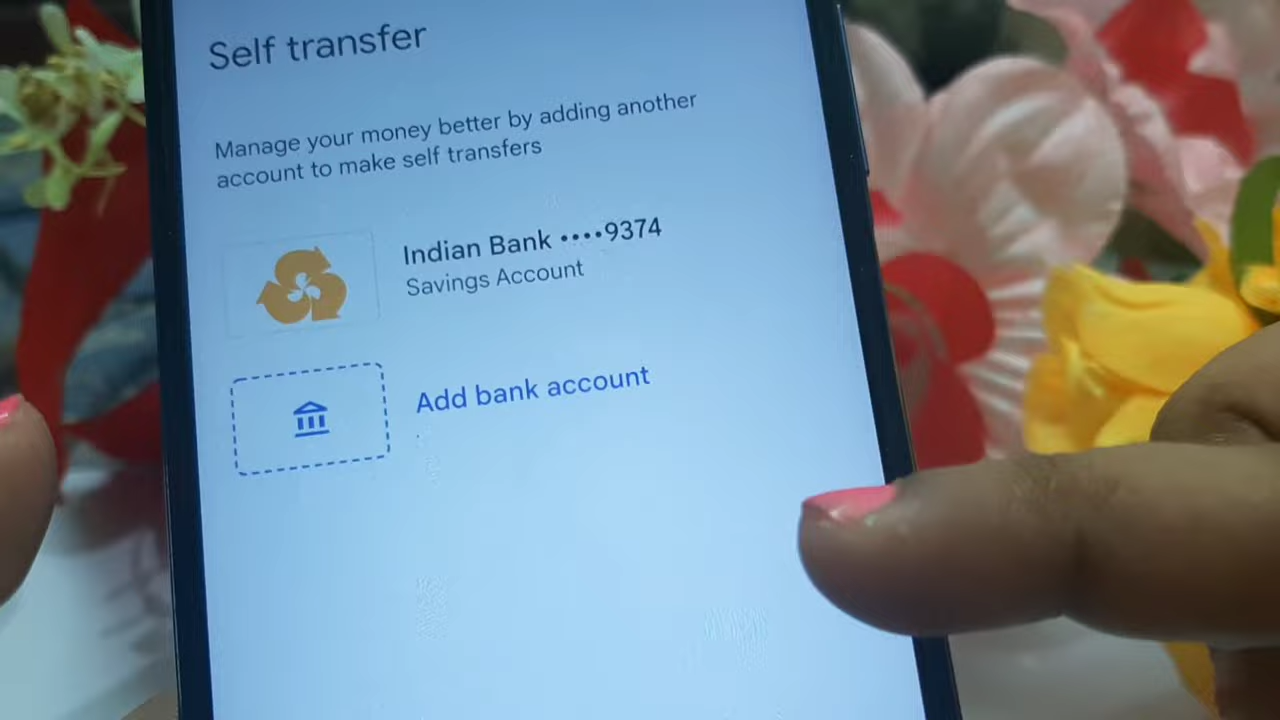 Self transfer
Manage your money better by adding another
account to make self transfers
Indian Bank ••••9374
Savings Account
Add bank account